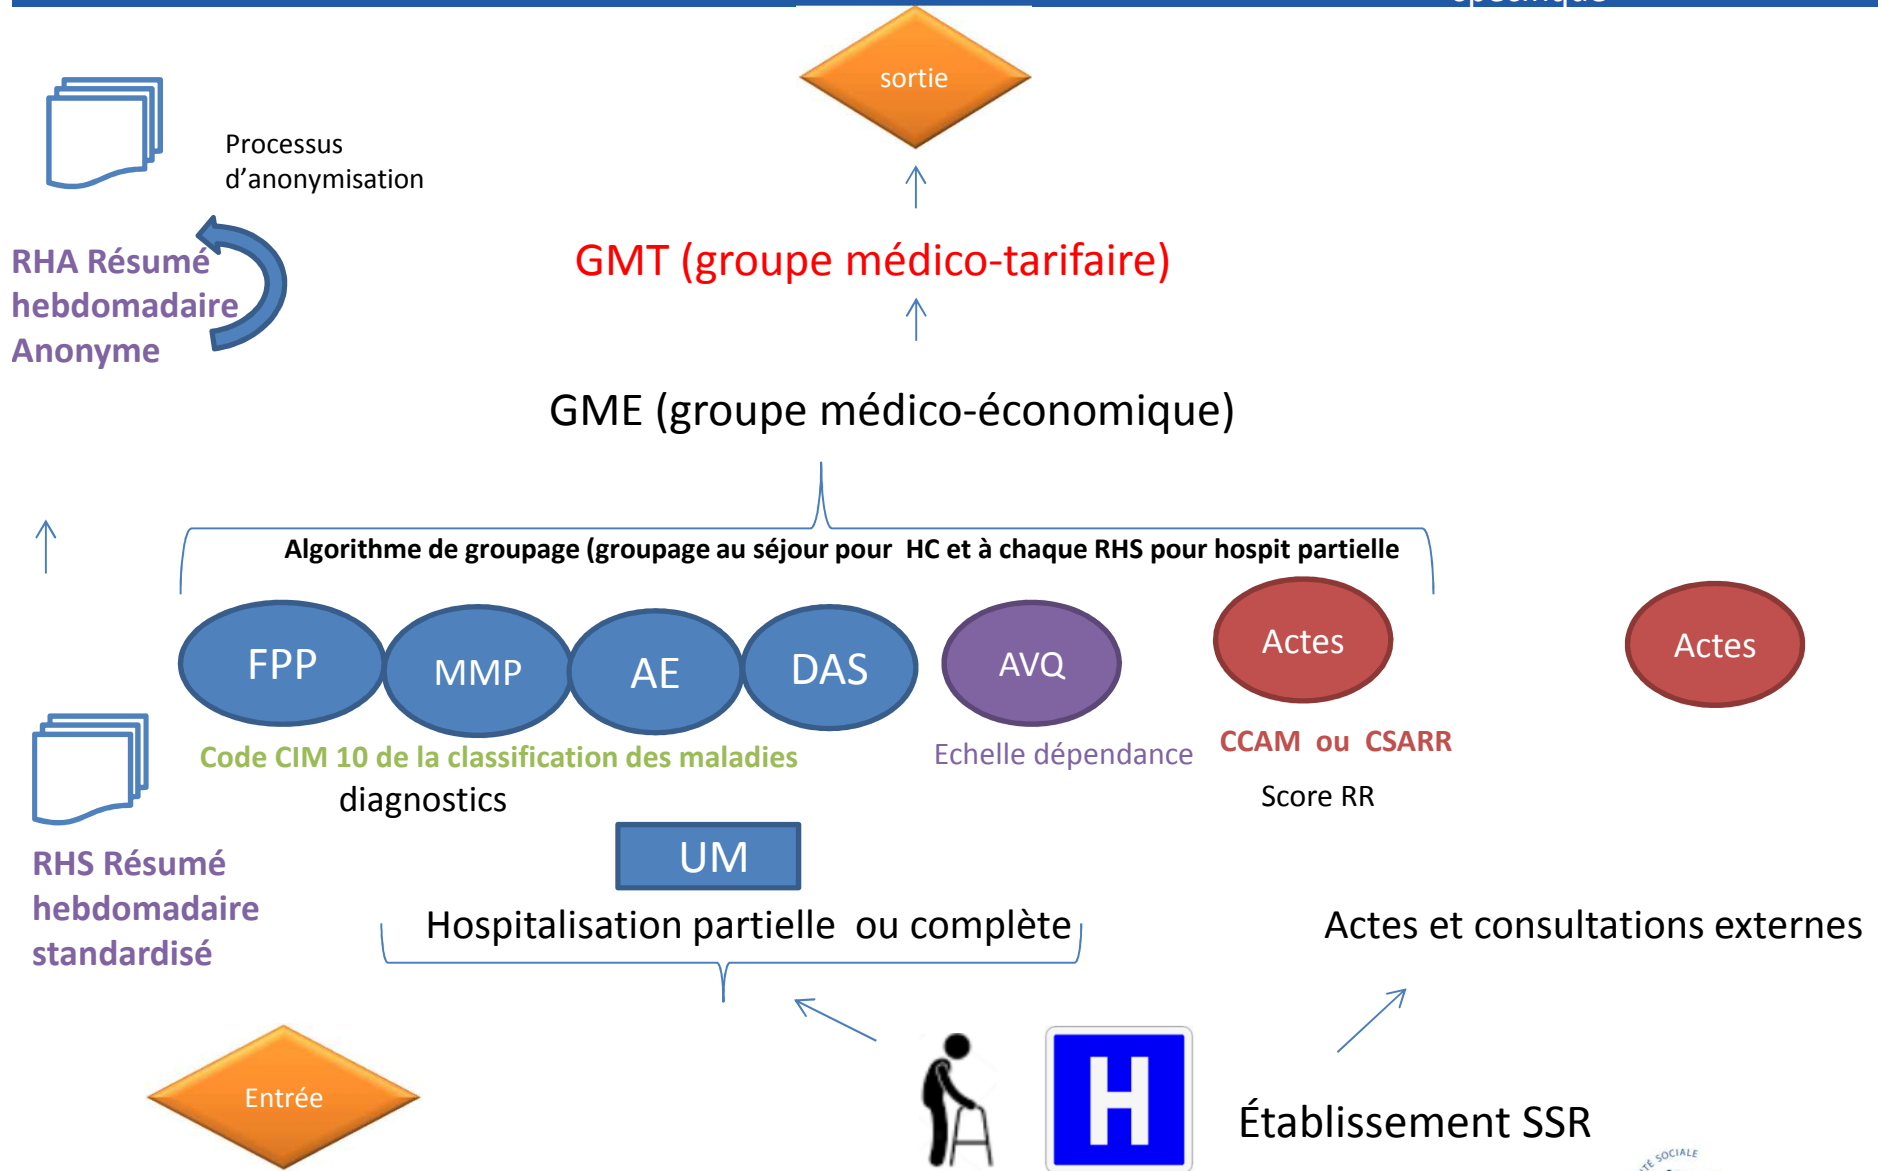 sortie
Processus
d'anonymisation
RHA Résumé
hebdomadaire
Anonyme
GMT (groupe médico-tarifaire)
GME (groupe médico-économique)
Algorithme de groupage (groupage au séjour pour HC et à chaque RHS pour hospit partielle
FPP
MMP
AE
DAS
AVQ
Actes
Actes
Code CIM 10 de la classification des maladies
diagnostics
Echelle dépendance
CCAM ou CSARR
Score RR
RHS Résumé
hebdomadaire
standardisé
UM
Hospitalisation partielle ou complète
Actes et consultations externes
Entrée
H
Établissement SSR
SOCIALE